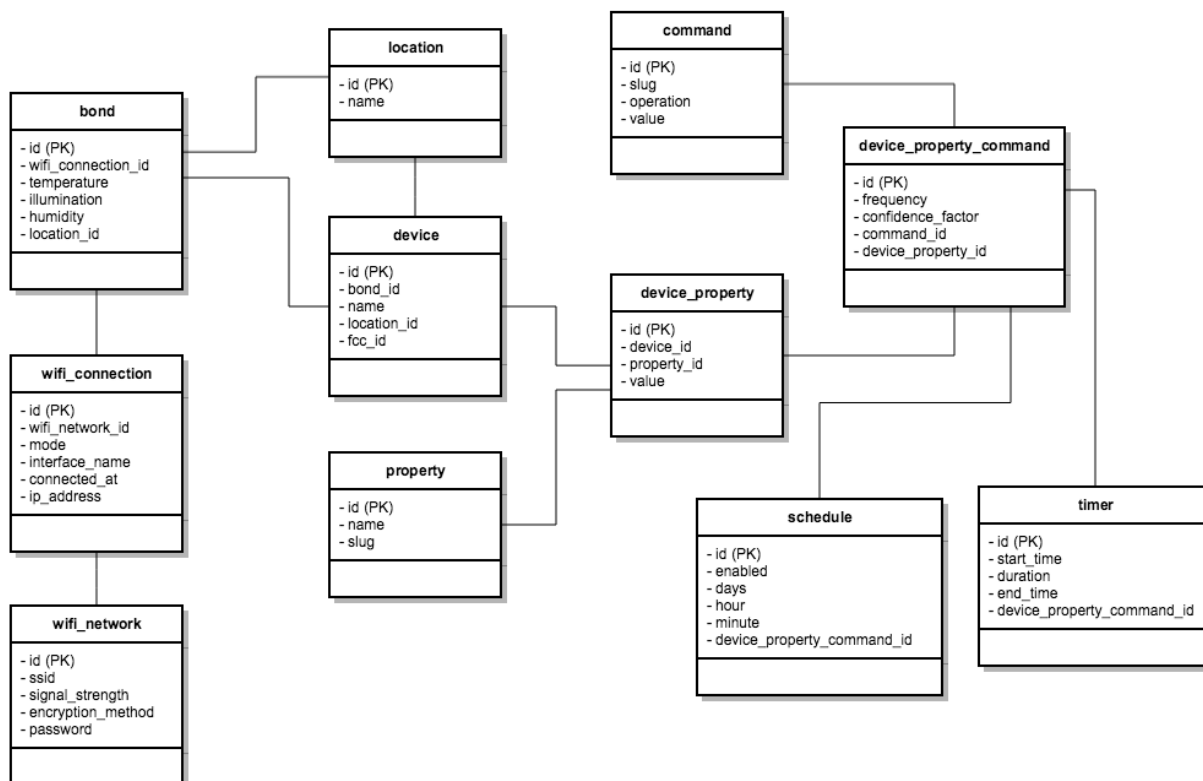 location
- id (PK)
- name
command
- id (PK)
- slug
- operation
- value
bond
- id (PK)
- wifi_connection_id
- temperature
- illumination
- humidity
- location_id
device_property_command
- id (PK)
- frequency
- confidence_factor
- command_id
- device_property_id
device
- id (PK)
- bond_id
- name
- location_id
- fcc_id
device_property
- id (PK)
- device_id
- property_id
- value
wifi_connection
- id (PK)
- wifi_network_id
- mode
- interface_name
- connected_at
- ip_address
property
- id (PK)
- name
- slug
schedule
- id (PK)
- enabled
- days
- hour
- minute
- device_property_command_id
timer
- id (PK)
- start_time
- duration
- end_time
- device_property_command_id
wifi_network
- id (PK)
- ssid
- signal_strength
- encryption_method
- password